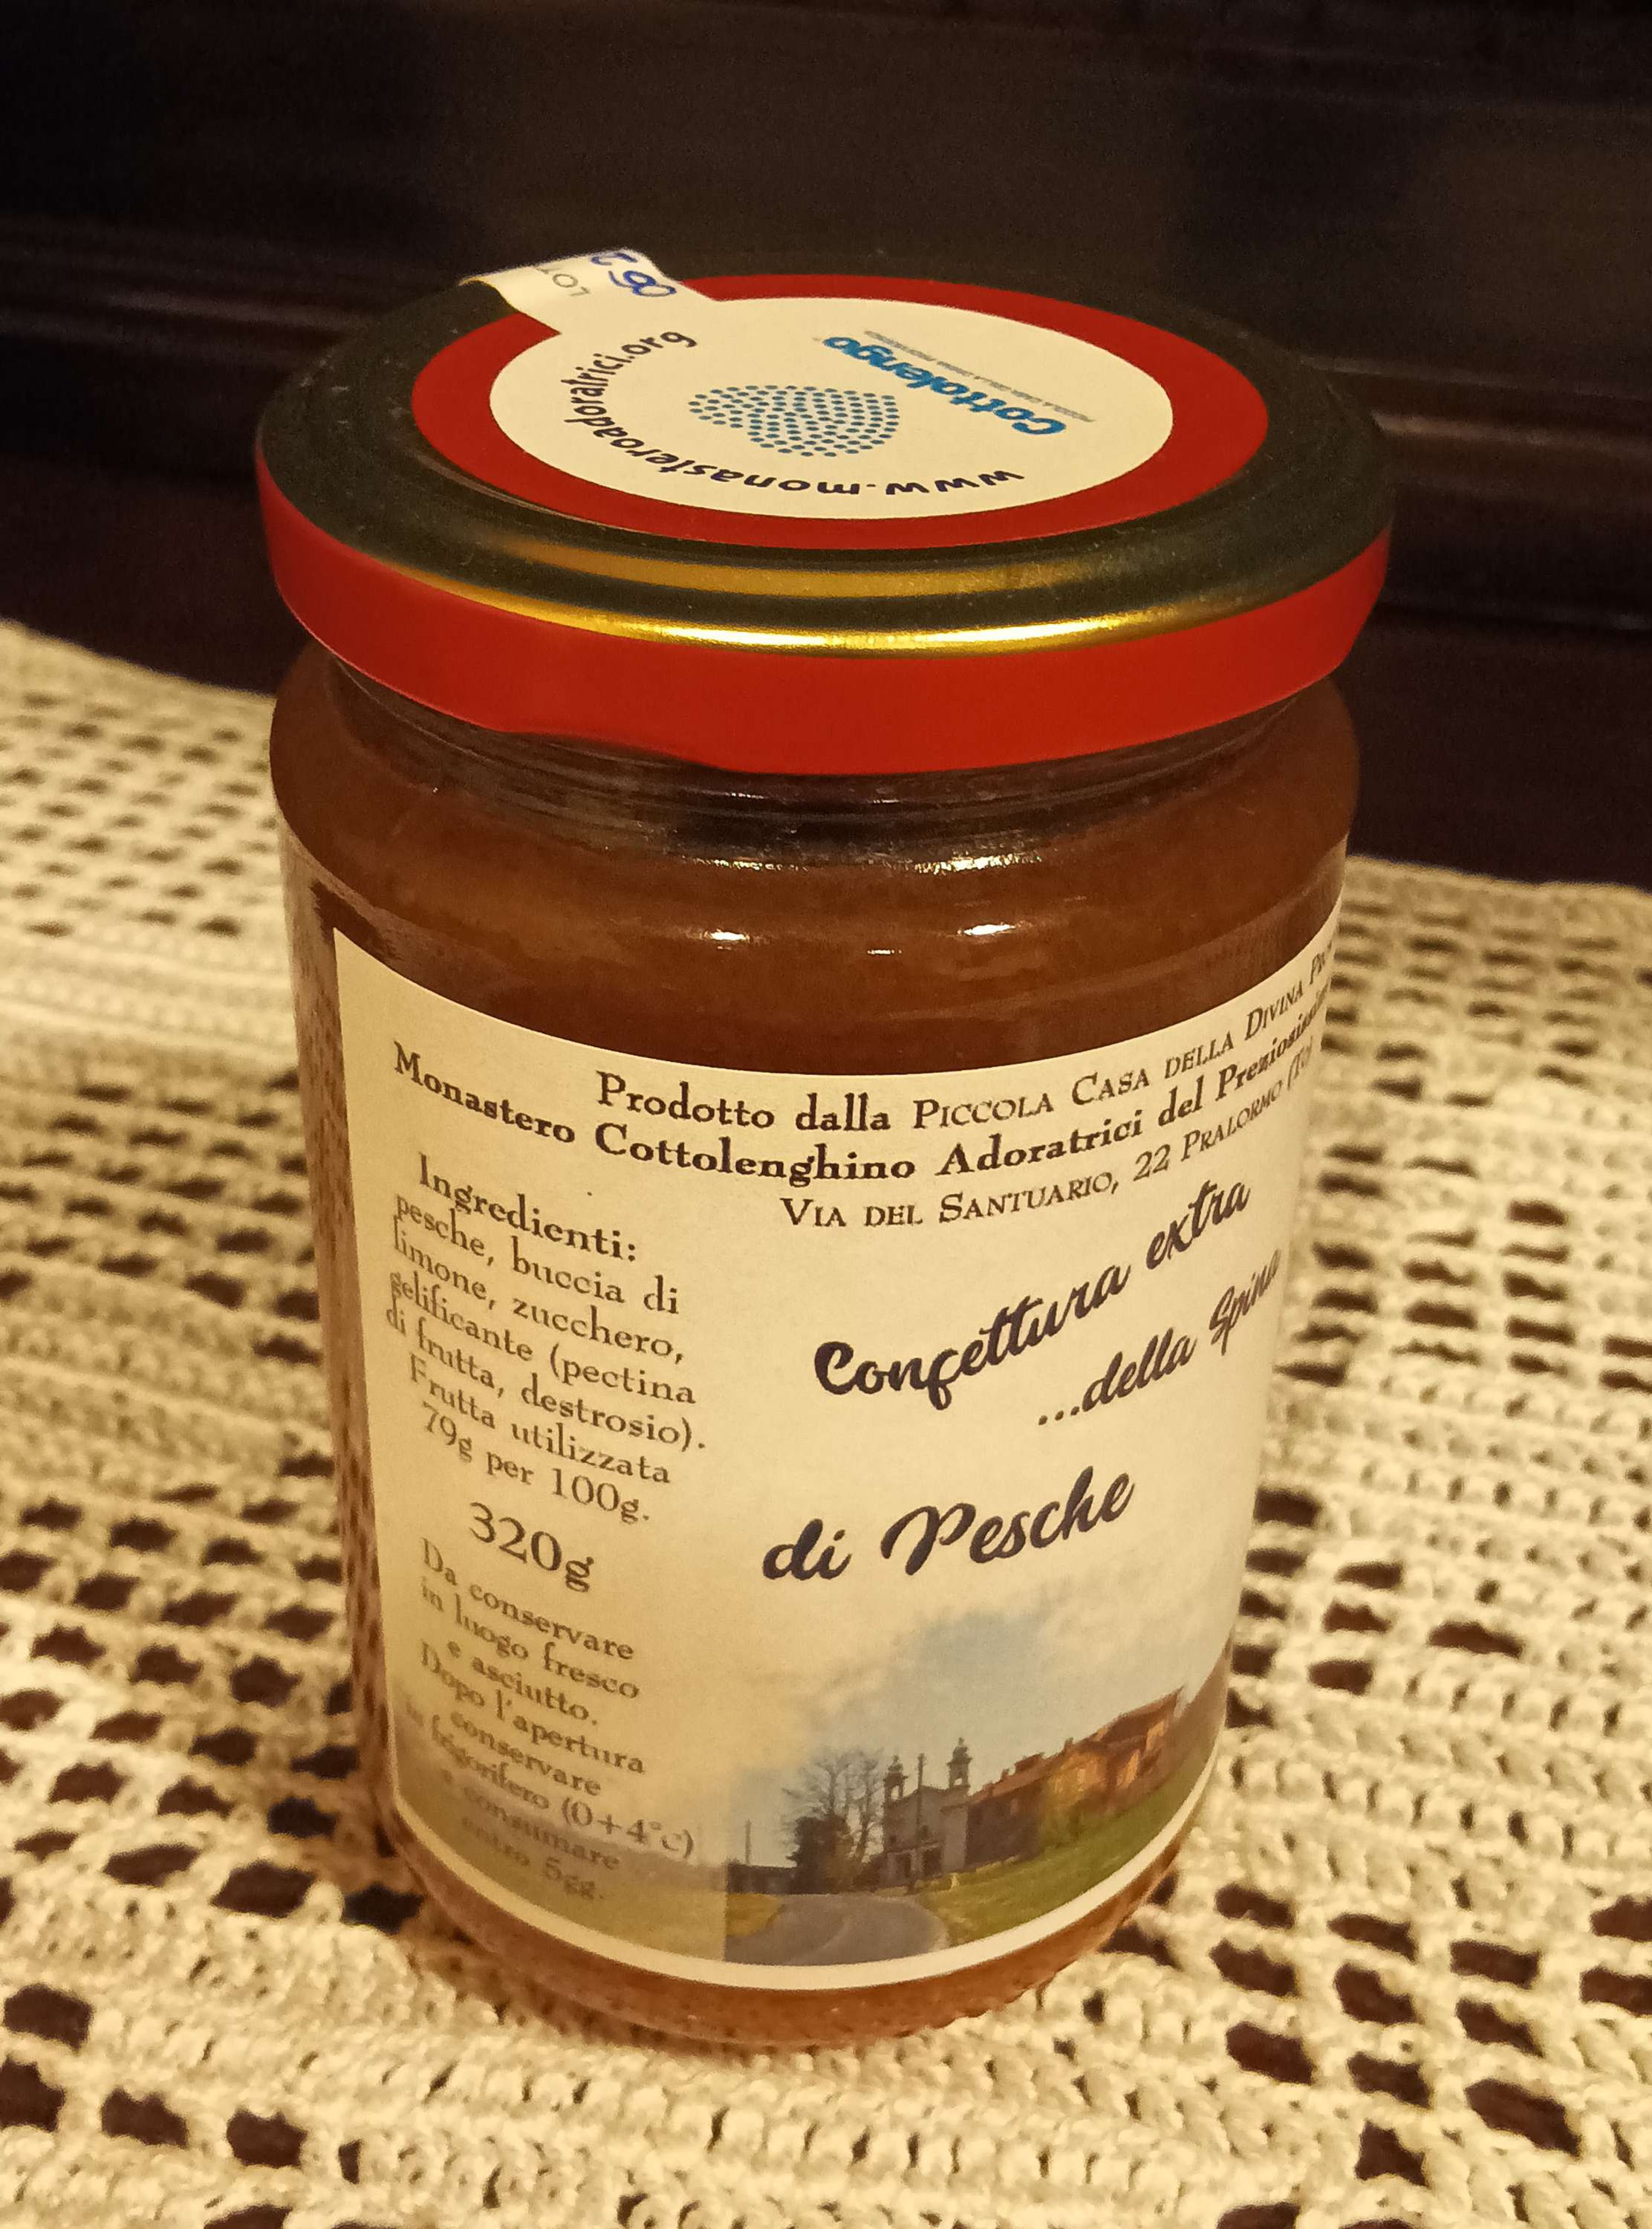 LOT
www.monasteroadoratrici.org
Cottolengo
Prodotto dalla PICCOLA CASA DELLA DIVINA
Monastero Cottolenghino Adoratrici del
VIA DEL SANTUARIO, 22 PRALORMO (To)
Ingredienti:
pesche, buccia di
limone, zucchero,
gelificante (pectina
di frutta, destrosio).
Frutta utilizzata
79g per 100g.
320g
Da conservare
in luogo fresco
e asciutto.
Dopo l'apertura
conservare
in frigorifero (0+4°c)
e consumare
entro 5gg.
Confettura extra
...della Spina
di Pesche